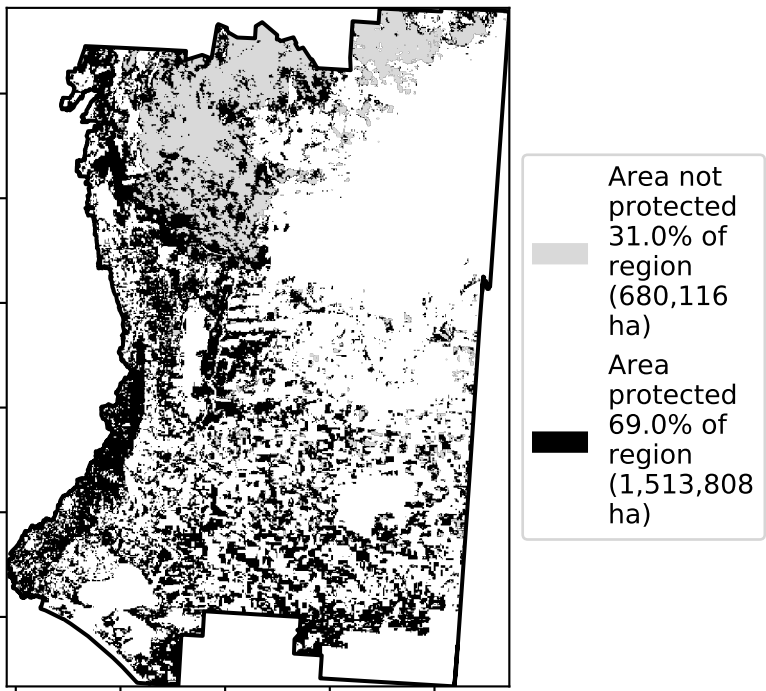 Area not
protected
31.0% of
region
(680,116
ha)
Area
protected
69.0% of
region
(1,513,808
ha)